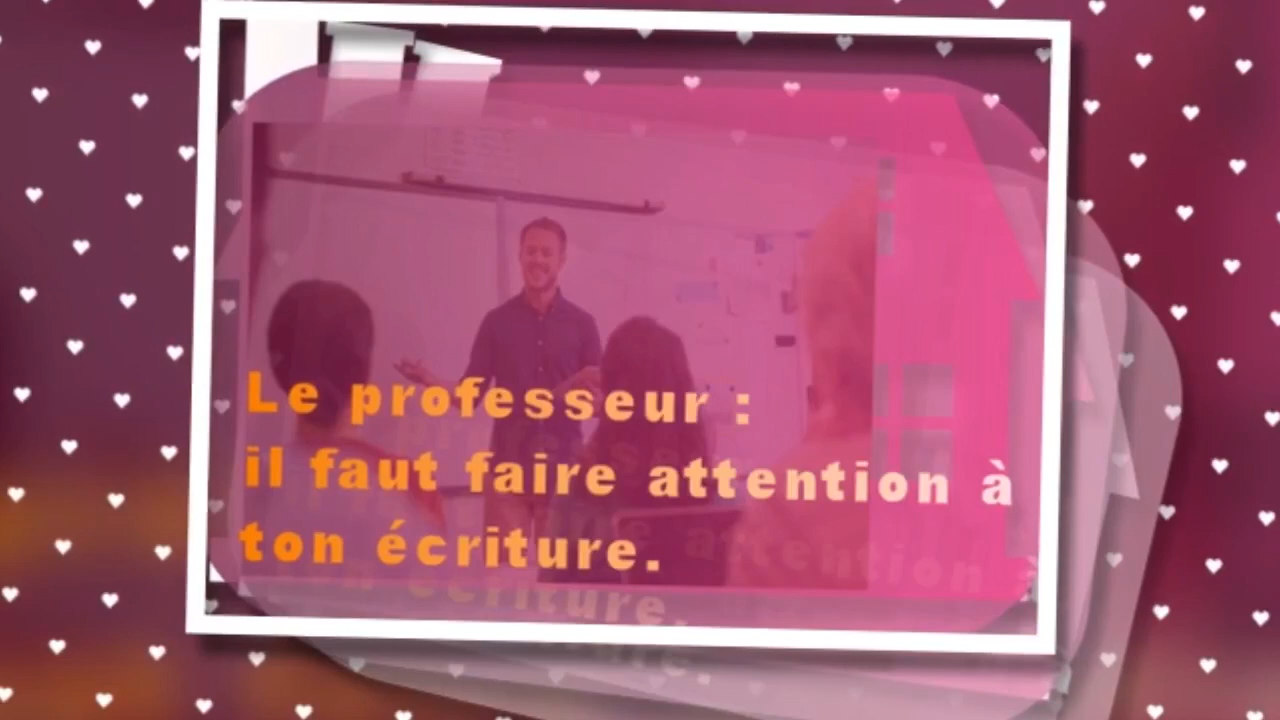 Le professeur :
il faut faire attention à
ton écriture.